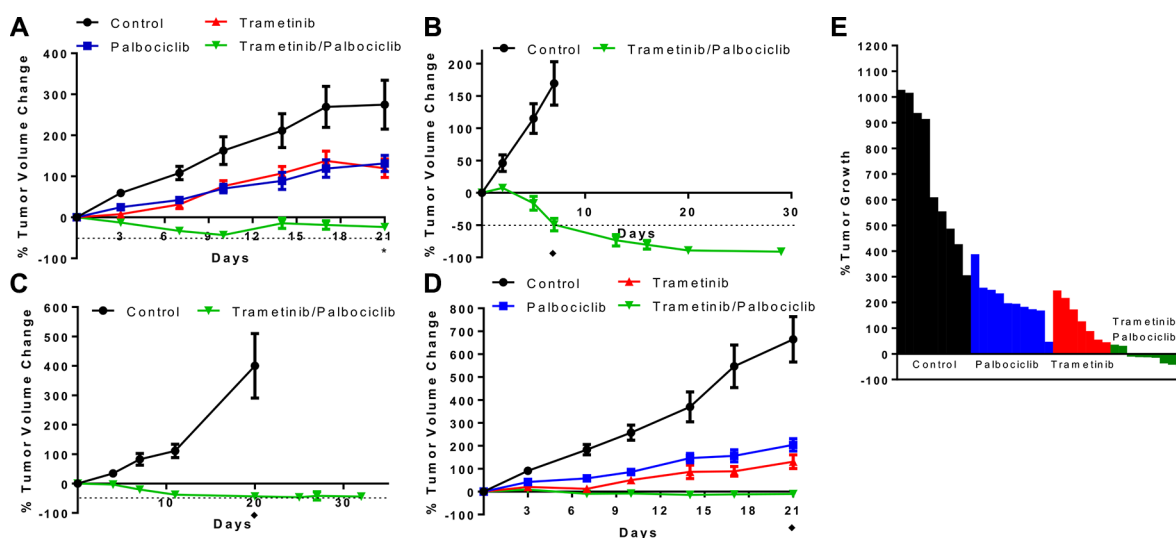 A
Control
Trametinib
Palbociclib
Trametinib/Palbociclib
% Tumor Volume Change
400
300
200
100
0
-100
3
6
9
12
15
18
21
Days
*
B
Control
Trametinib/Palbociclib
% Tumor Volume Change
200
150
100
50
0
-50
-100
10
20
30
Days
◆
C
Control
Trametinib/Palbociclib
% Tumor Volume Change
600
500
400
300
200
100
0
-100
11
20
30
Days
◆
D
Control
Trametinib
Palbociclib
Trametinib/Palbociclib
% Tumor Volume Change
800
700
600
500
400
300
200
100
0
-100
3
6
9
12
15
18
21
Days
◆
E
%Tumor Growth
1200
1100
1000
900
800
700
600
500
400
300
200
100
0
-100
Control
Palbociclib
Trametinib
Trametinib
Palbociclib